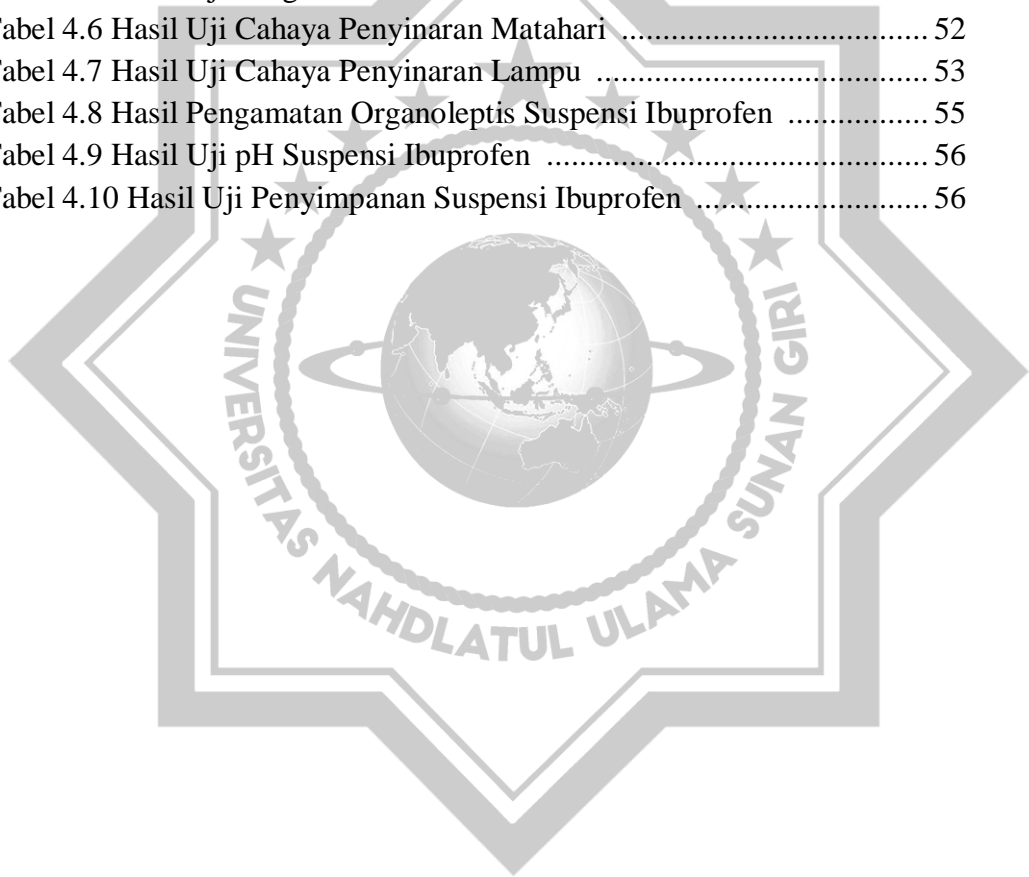 Tabel 4.6 Hasil Uji Cahaya Penyinaran Matahari .................................. 52
Tabel 4.7 Hasil Uji Cahaya Penyinaran Lampu ..................................... 53
Tabel 4.8 Hasil Pengamatan Organoleptis Suspensi Ibuprofen ................ 55
Tabel 4.9 Hasil Uji pH Suspensi Ibuprofen .......................................... 56
Tabel 4.10 Hasil Uji Penyimpanan Suspensi Ibuprofen .......................... 56
UNIVERSITAS NAHDLATUL ULAMA SUNAN GIRI